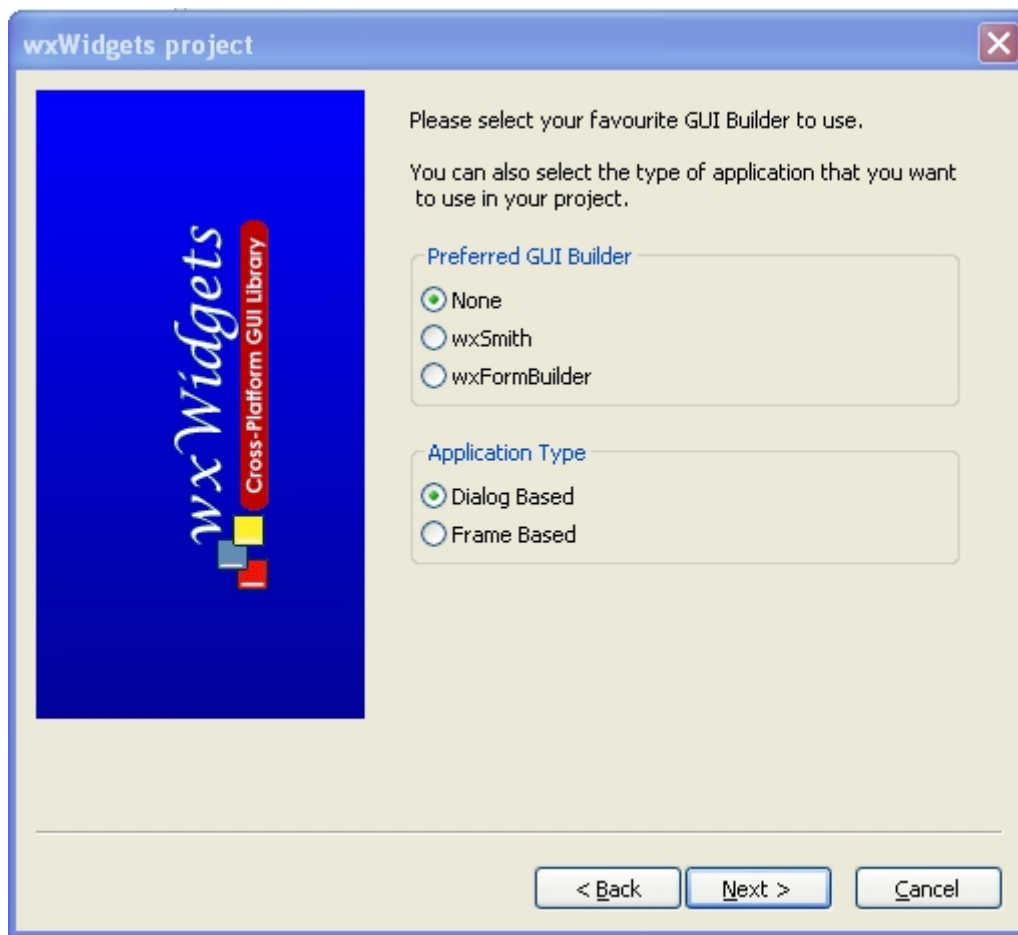 wxWidgets project
Please select your favourite GUI Builder to use.
You can also select the type of application that you want
to use in your project.
wxWidgets
Cross-Platform GUI Library
Preferred GUI Builder
None
wxSmith
wxFormBuilder
Application Type
Dialog Based
Frame Based
< Back
Next >
Cancel